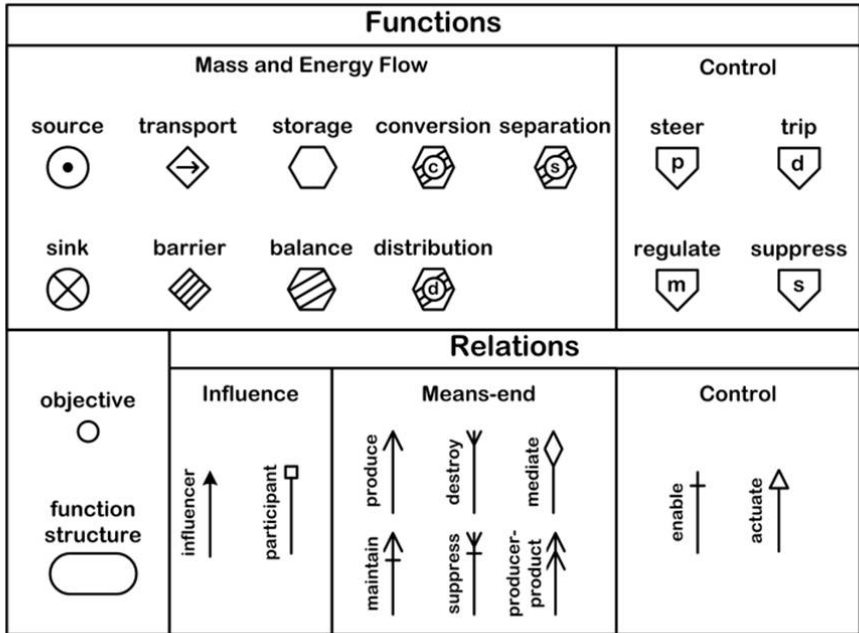 Functions
Mass and Energy Flow
Control
source
transport
storage
conversion
separation
steer
trip
c
s
p
d
sink
barrier
balance
distribution
regulate
suppress
d
m
s
objective
function
structure
Relations
Influence
Means-end
Control
influencer
participant
produce
destroy
mediate
maintain
suppress
producer-
product
enable
actuate